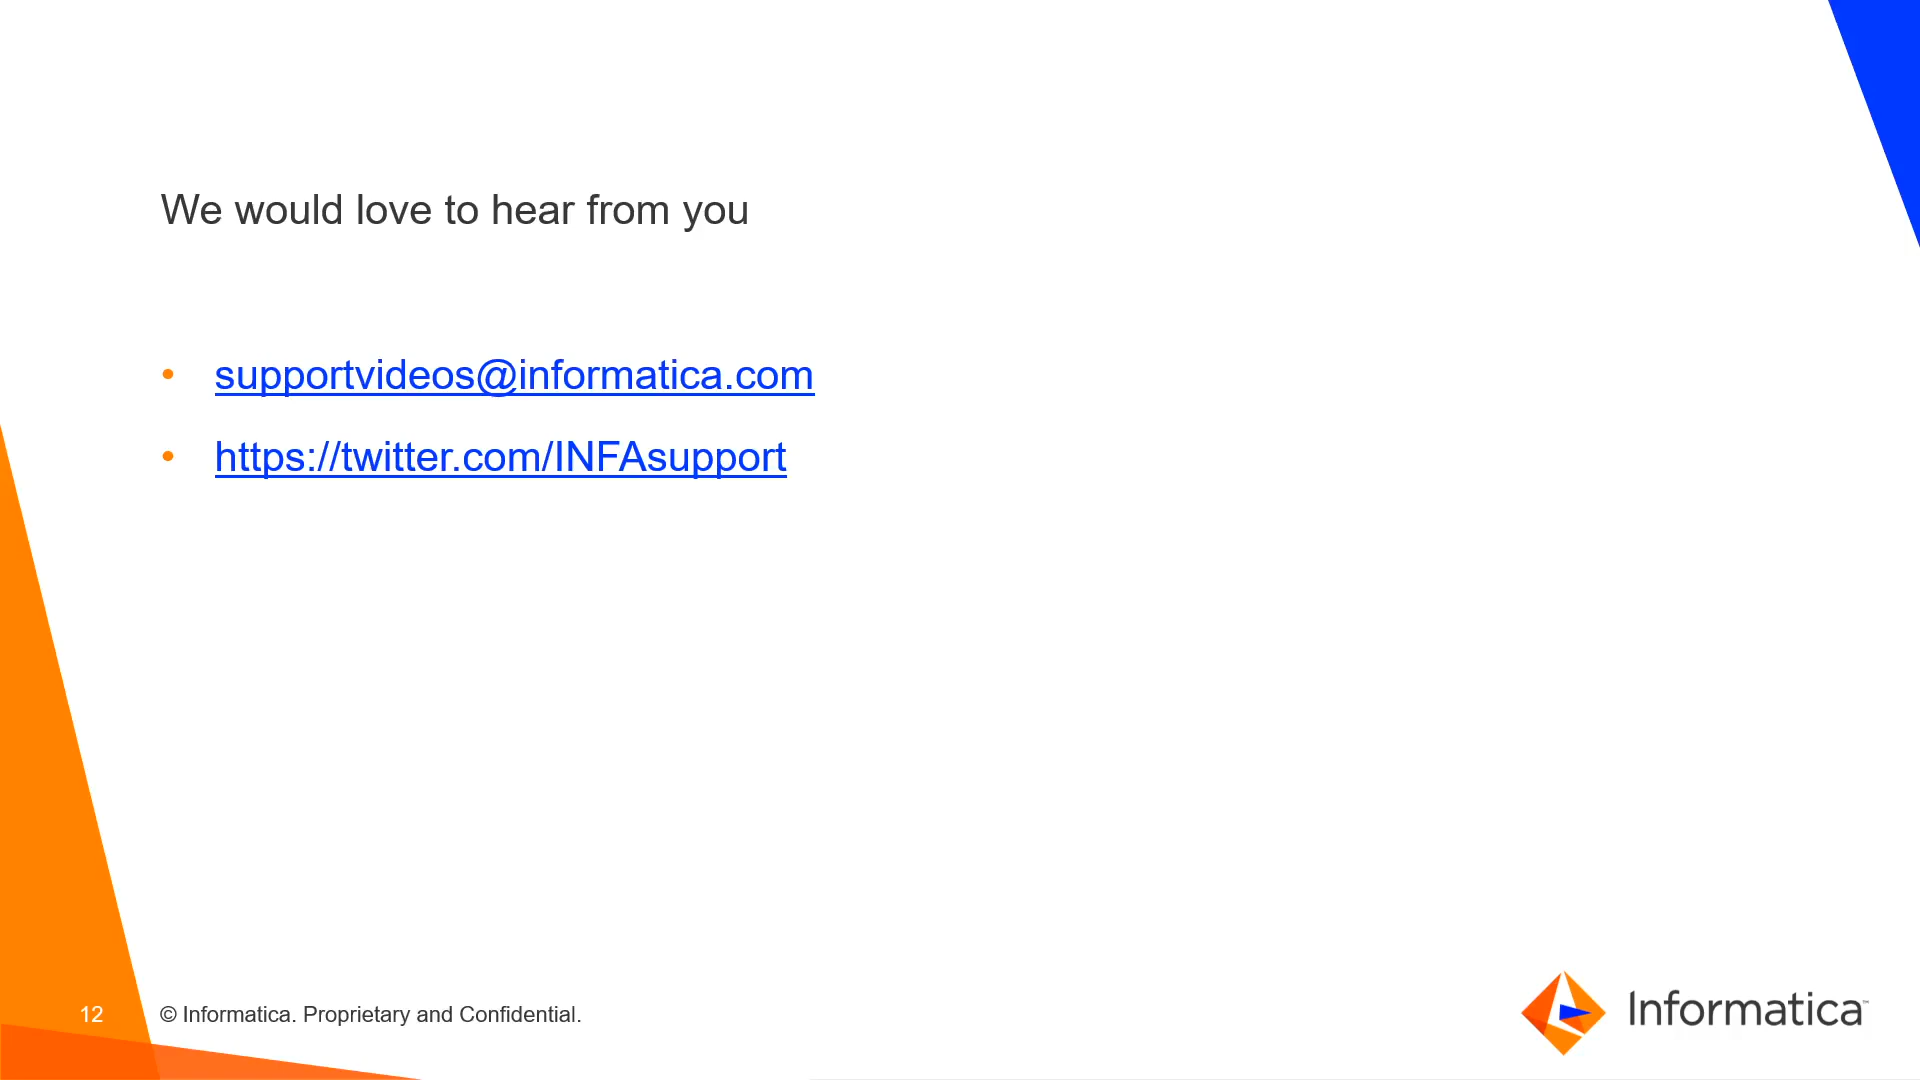 We would love to hear from you
• supportvideos@informatica.com
• https://twitter.com/INFAsupport
12 © Informatica. Proprietary and Confidential.
Informatica™